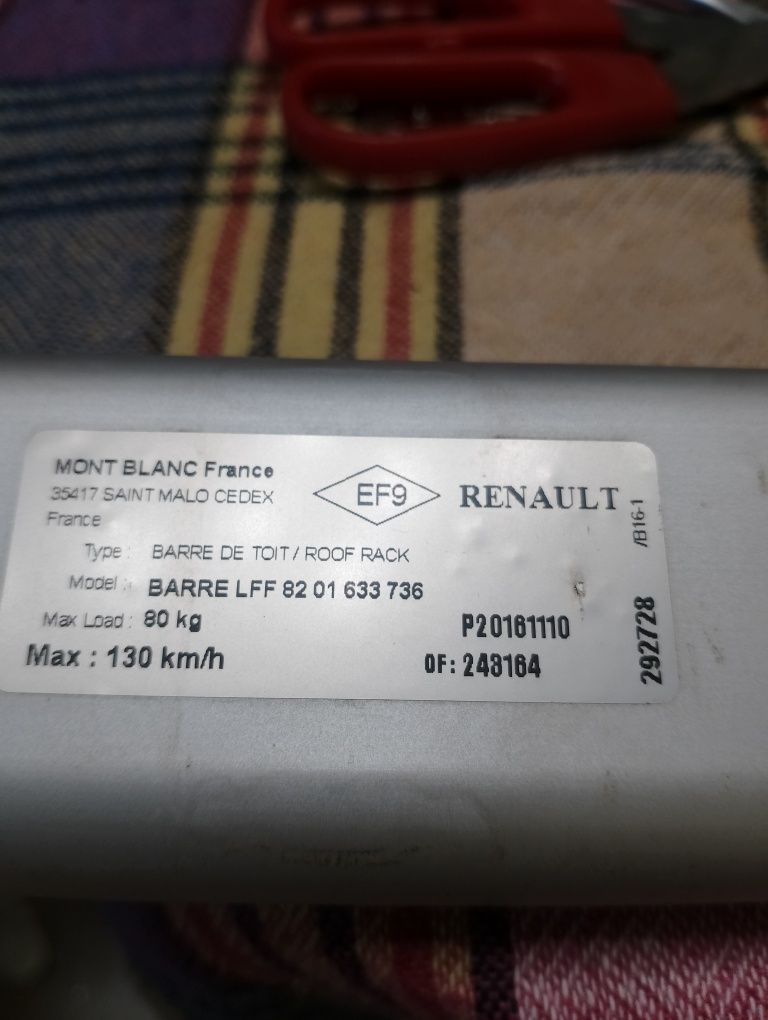 MONT BLANC France
35417 SAINT MALO CEDEX
France
EF9
RENAULT
Type : BARRE DE TOIT / ROOF RACK
Model : BARRE LFF 82 01 633 736
Max Load : 80 kg
Max : 130 km/h
P20161110
OF: 243164
292728
/B16-1